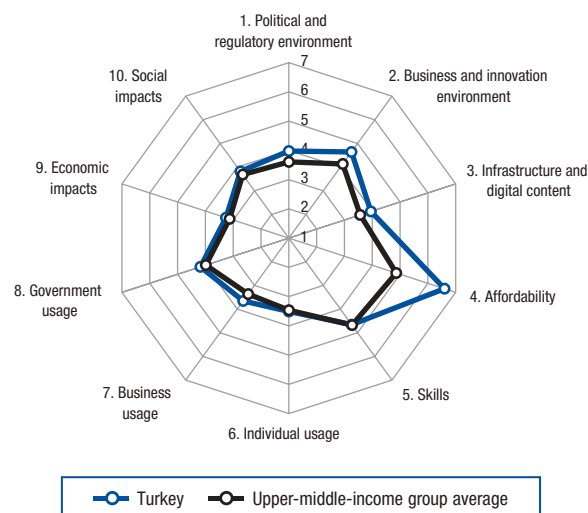 1. Political and
regulatory environment
2. Business and innovation
environment
3. Infrastructure and
digital content
4. Affordability
5. Skills
6. Individual usage
7. Business
usage
8. Government
usage
9. Economic
impacts
10. Social
impacts
7
6
5
4
3
2
1
Turkey
Upper-middle-income group average